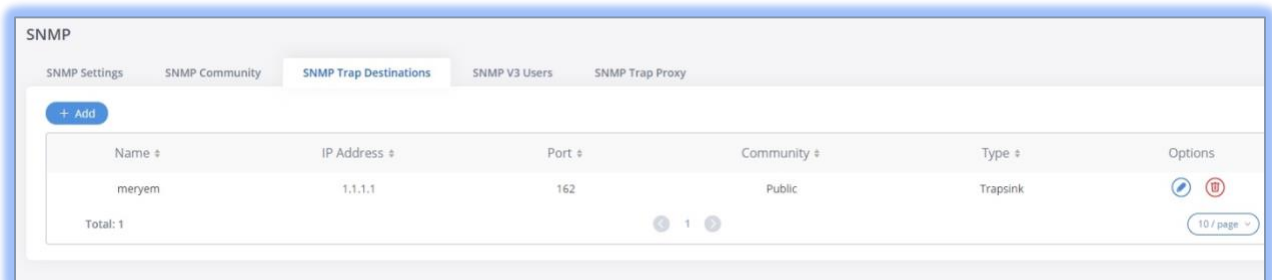 SNMP
SNMP Settings SNMP Community SNMP Trap Destinations SNMP V3 Users SNMP Trap Proxy
+ Add
Name IP Address Port Community Type Options
meryem 1.1.1.1 162 Public Trapsink
Total: 1 1 10 / page